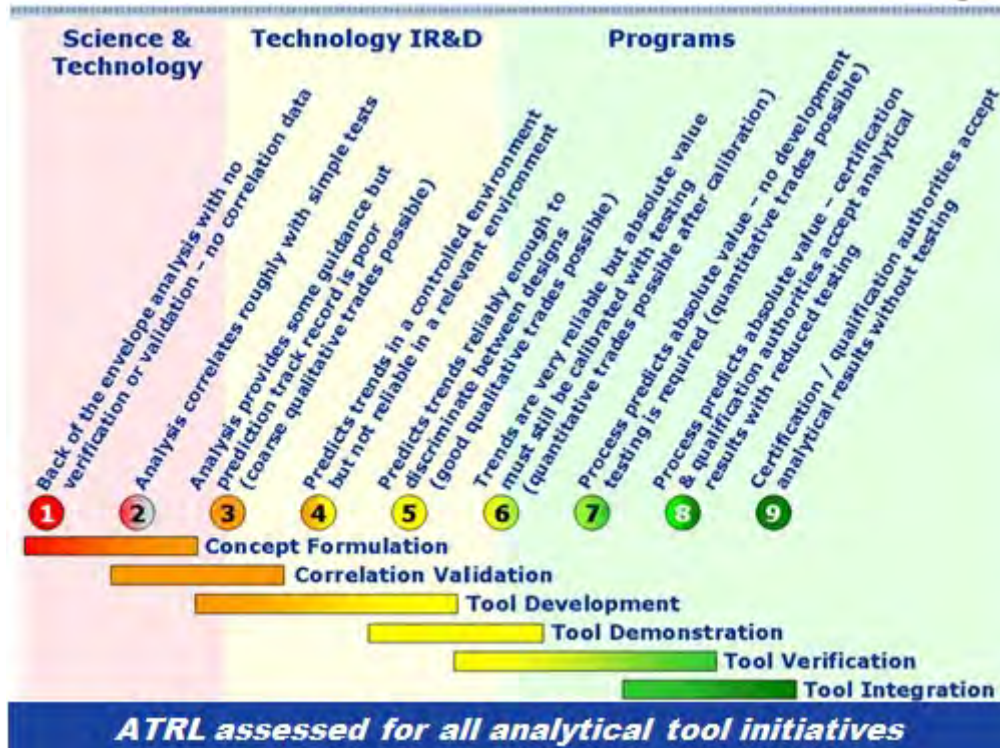 Science &
Technology
Technology IR&D
Programs
Back of the envelope analysis with no
verification or validation – no correlation data
Analysis correlates roughly with simple tests
Analysis provides some guidance but
prediction track record is poor
(coarse qualitative trades possible)
Predicts trends in a controlled environment
but not reliable in a relevant environment
Predicts trends reliably enough to
discriminate between designs
(good qualitative trades possible)
Trends are very reliable but absolute value
must still be calibrated with testing
(quantitative trades possible after calibration)
Process predicts absolute value – no development
testing is required (quantitative trades possible)
Process predicts absolute value – certification
& qualification authorities accept analytical
results with reduced testing
Certification / qualification authorities accept
analytical results without testing
1
2
3
4
5
6
7
8
9
Concept Formulation
Correlation Validation
Tool Development
Tool Demonstration
Tool Verification
Tool Integration
ATRL assessed for all analytical tool initiatives